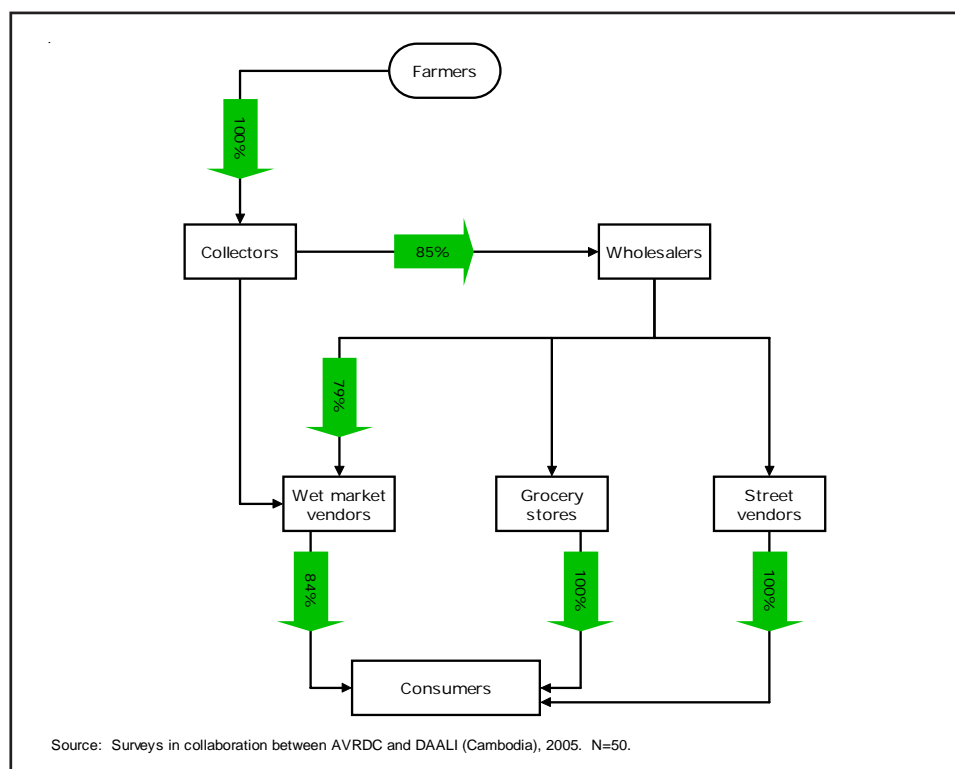 Farmers
100%
Collectors
85%
Wholesalers
79%
Wet market
vendors
Grocery
stores
Street
vendors
84%
100%
100%
Consumers
Source: Surveys in collaboration between AVRDC and DAALI (Cambodia), 2005. N=50.